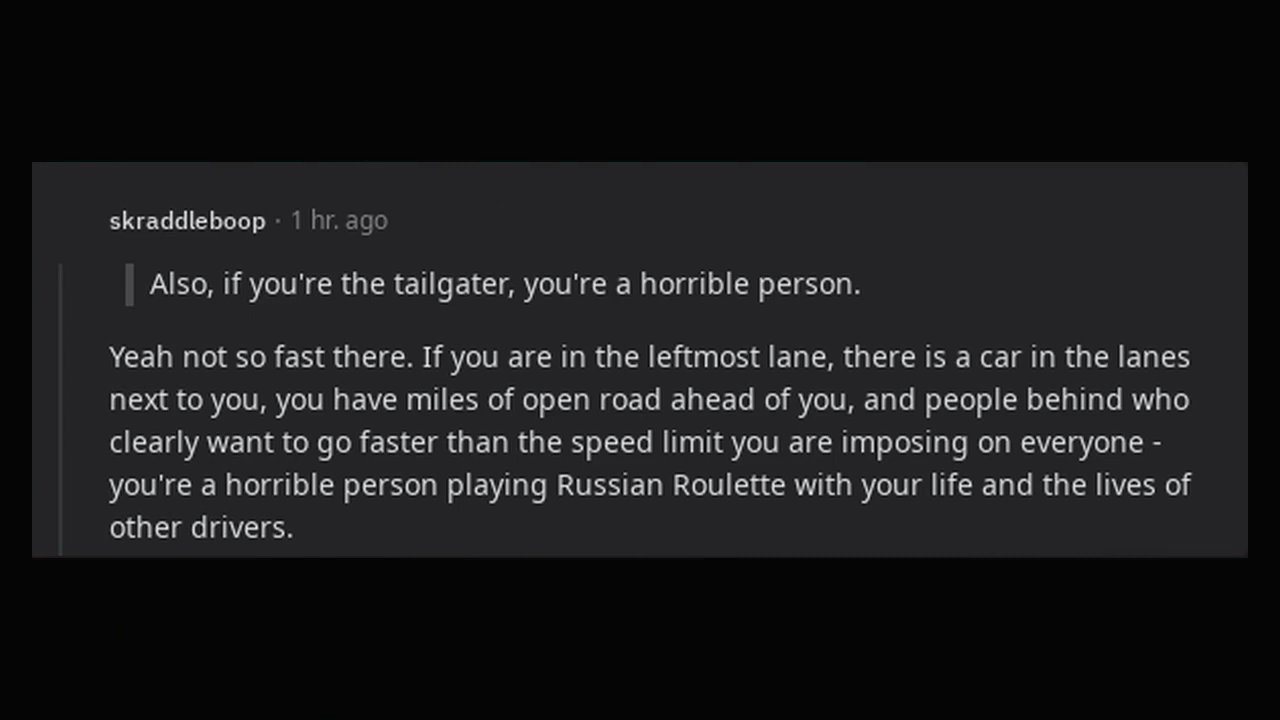 skraddleboop · 1 hr. ago
Also, if you're the tailgater, you're a horrible person.
Yeah not so fast there. If you are in the leftmost lane, there is a car in the lanes
next to you, you have miles of open road ahead of you, and people behind who
clearly want to go faster than the speed limit you are imposing on everyone -
you're a horrible person playing Russian Roulette with your life and the lives of
other drivers.